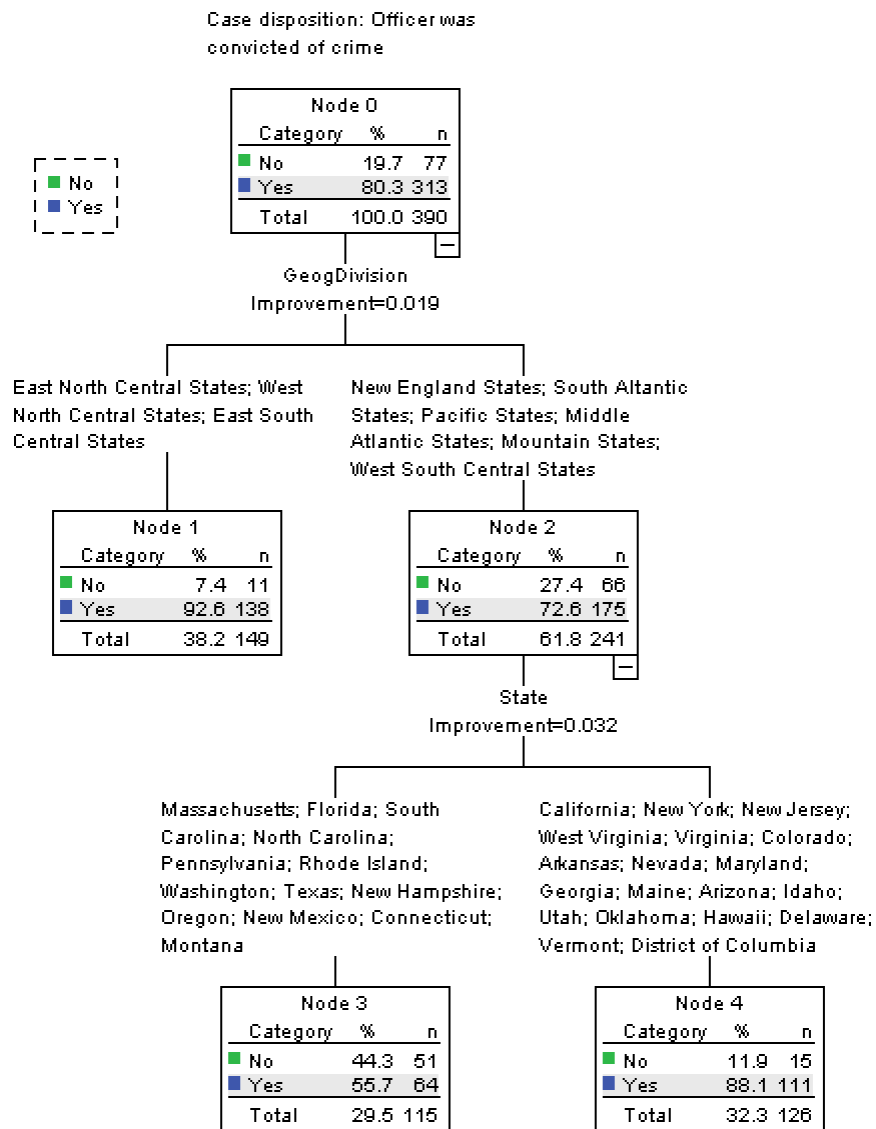 Case disposition: Officer was
convicted of crime
No
Yes
Node 0
Category % n
No 19.7 77
Yes 80.3 313
Total 100.0 390
GeogDivision
Improvement=0.019
East North Central States; West
North Central States; East South
Central States
New England States; South Altantic
States; Pacific States; Middle
Atlantic States; Mountain States;
West South Central States
Node 1
Category % n
No 7.4 11
Yes 92.6 138
Total 38.2 149
Node 2
Category % n
No 27.4 66
Yes 72.6 175
Total 61.8 241
State
Improvement=0.032
Massachusetts; Florida; South
Carolina; North Carolina;
Pennsylvania; Rhode Island;
Washington; Texas; New Hampshire;
Oregon; New Mexico; Connecticut;
Montana
California; New York; New Jersey;
West Virginia; Virginia; Colorado;
Arkansas; Nevada; Maryland;
Georgia; Maine; Arizona; Idaho;
Utah; Oklahoma; Hawaii; Delaware;
Vermont; District of Columbia
Node 3
Category % n
No 44.3 51
Yes 55.7 64
Total 29.5 115
Node 4
Category % n
No 11.9 15
Yes 88.1 111
Total 32.3 126